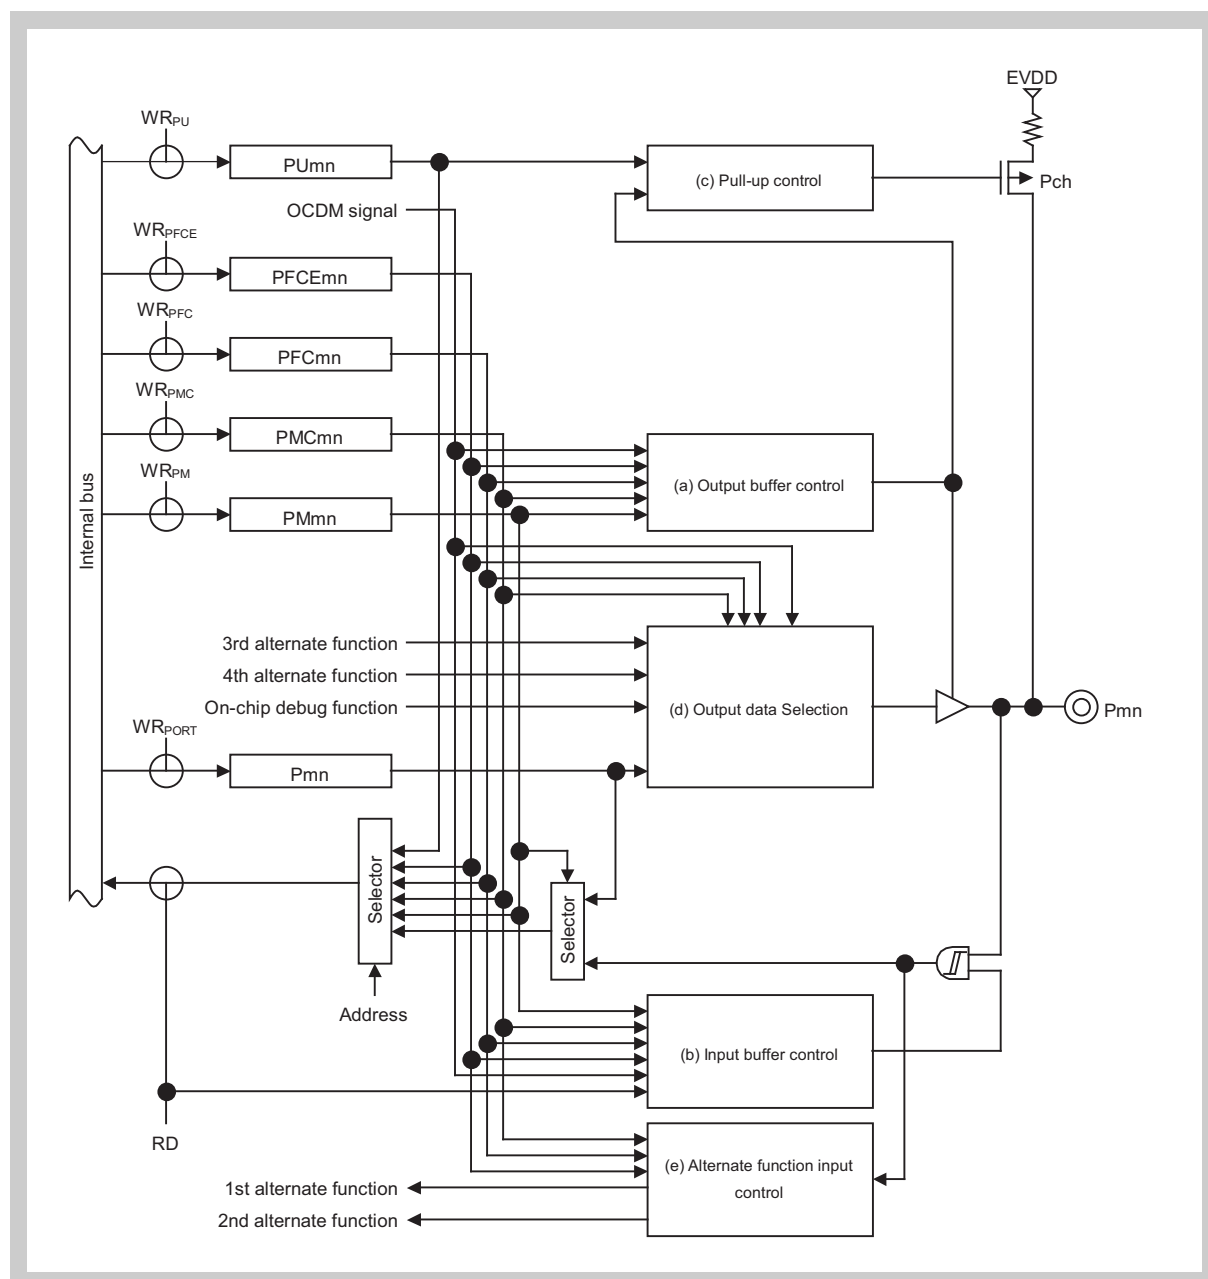 EVDD
WRPU
PUmn
(c) Pull-up control
Pch
OCDM signal
WRPFCE
PFCEmn
WRPFC
PFCmn
WRPMC
PMCmn
WRPM
PMmn
(a) Output buffer control
Internal bus
3rd alternate function
4th alternate function
On-chip debug function
(d) Output data Selection
Pmn
WRPORT
Pmn
Selector
Selector
Address
(b) Input buffer control
RD
(e) Alternate function input
control
1st alternate function
2nd alternate function